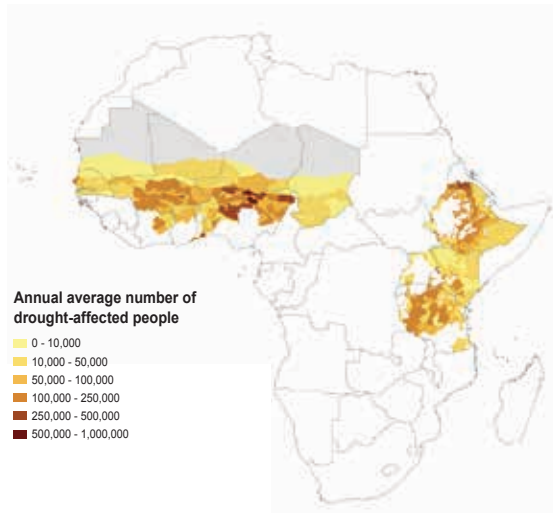 Annual average number of
drought-affected people
0 - 10,000
10,000 - 50,000
50,000 - 100,000
100,000 - 250,000
250,000 - 500,000
500,000 - 1,000,000